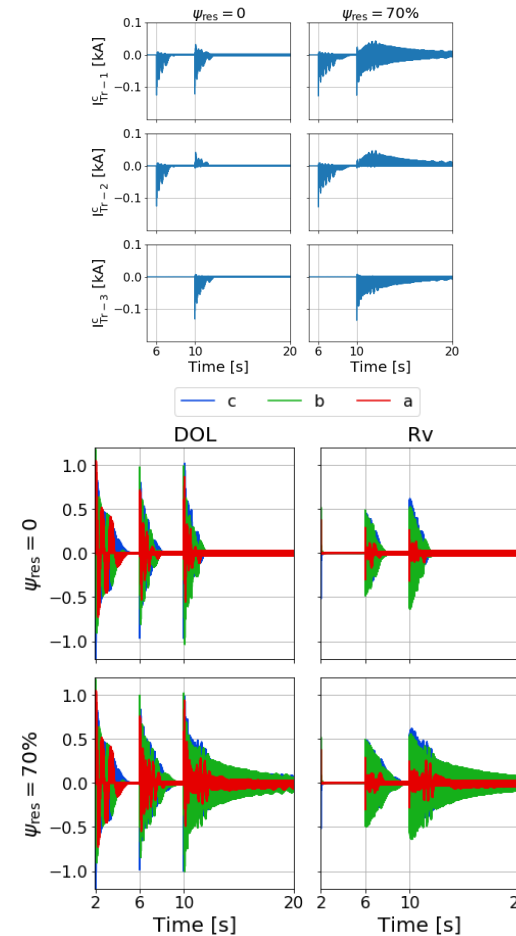 ψres = 0 ψres = 70%
0.1
0.0
−0.1
I^c_Tr−1 [kA]
0.1
0.0
−0.1
I^c_Tr−2 [kA]
0.1
0.0
−0.1
I^c_Tr−3 [kA]
6 10 20 6 10 20
Time [s] Time [s]
c b a
DOL Rv
1.0
0.5
0.0
−0.5
−1.0
ψres = 0
1.0
0.5
0.0
−0.5
−1.0
ψres = 70%
2 6 10 20 2 6 10 20
Time [s] Time [s]